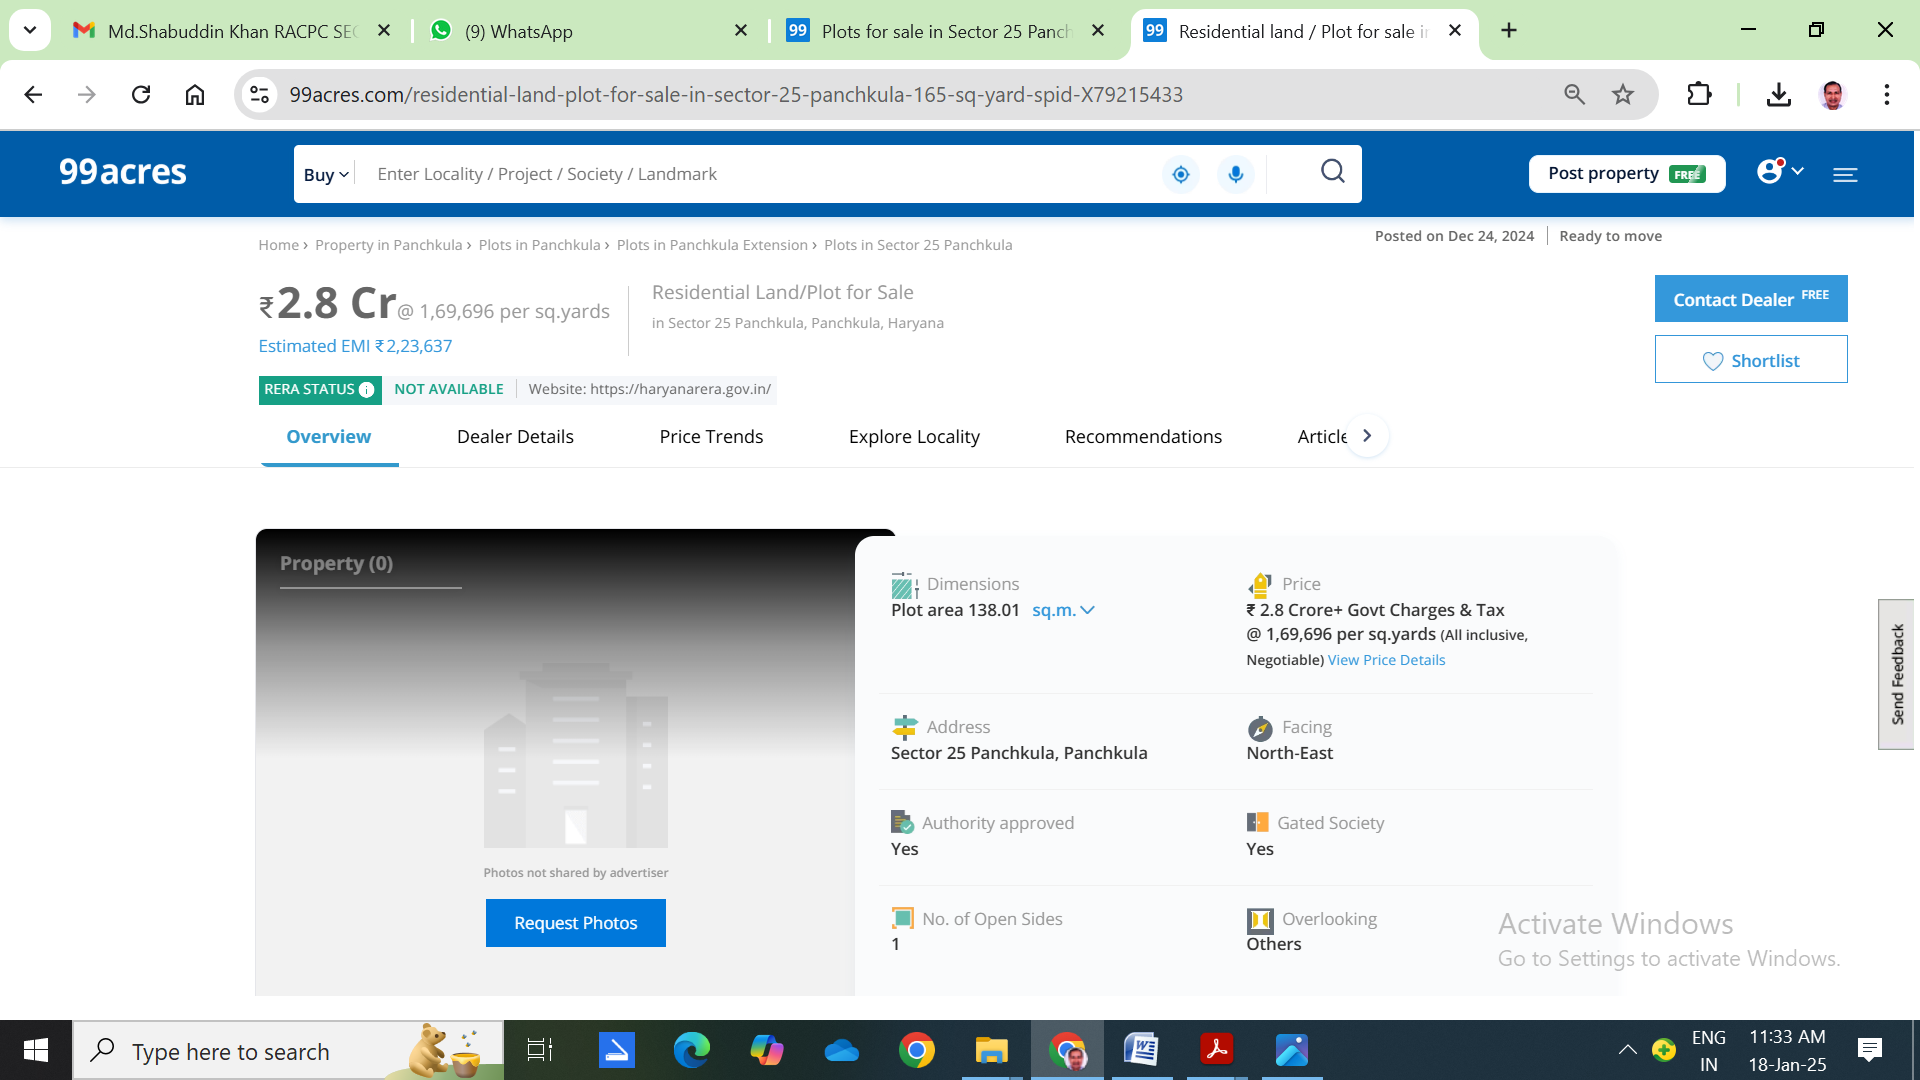 Md.Shabuddin Khan RACPC SEC
(9) WhatsApp
99 Plots for sale in Sector 25 Panch
99 Residential land / Plot for sale i
99acres.com/residential-land-plot-for-sale-in-sector-25-panchkula-165-sq-yard-spid-X79215433
99acres
Buy
Enter Locality / Project / Society / Landmark
Post property FREE
Home › Property in Panchkula › Plots in Panchkula › Plots in Panchkula Extension › Plots in Sector 25 Panchkula
Posted on Dec 24, 2024 Ready to move
₹2.8 Cr @ 1,69,696 per sq.yards
Estimated EMI ₹2,23,637
Residential Land/Plot for Sale
in Sector 25 Panchkula, Panchkula, Haryana
Contact Dealer FREE
Shortlist
RERA STATUS i NOT AVAILABLE Website: https://haryanarera.gov.in/
Overview Dealer Details Price Trends Explore Locality Recommendations Article
Property (0)
Photos not shared by advertiser
Request Photos
Dimensions
Plot area 138.01 sq.m.
Price
₹ 2.8 Crore+ Govt Charges & Tax
@ 1,69,696 per sq.yards (All inclusive,
Negotiable) View Price Details
Address
Sector 25 Panchkula, Panchkula
Facing
North-East
Authority approved
Yes
Gated Society
Yes
No. of Open Sides
1
Overlooking
Others
Send Feedback
Activate Windows
Go to Settings to activate Windows.
Type here to search
ENG
IN
11:33 AM
18-Jan-25